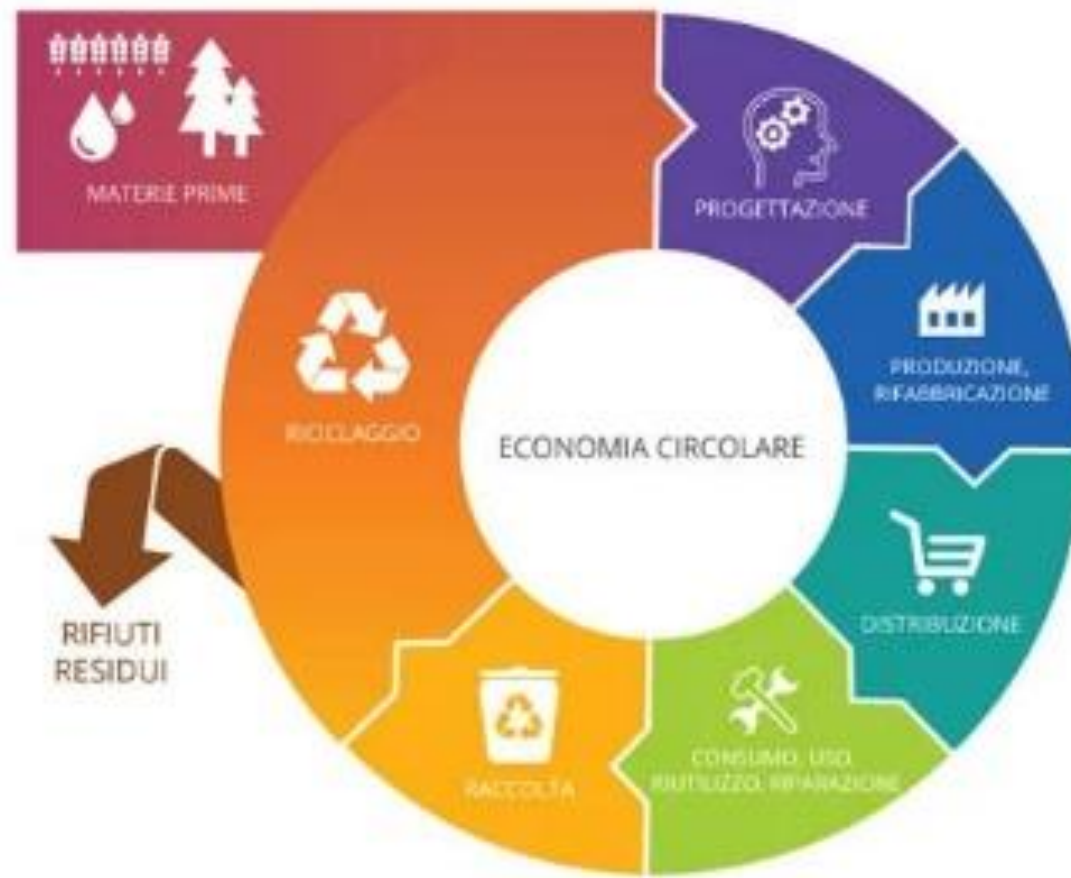 MATERIE PRIME
PROGETTAZIONE
PRODUZIONE,
RIFABBRICAZIONE
RICICLAGGIO
ECONOMIA CIRCOLARE
DISTRIBUZIONE
RIFIUTI
RESIDUI
CONSUMO, USO,
RIUTILIZZO, RIPARAZIONE
RACCOLTA